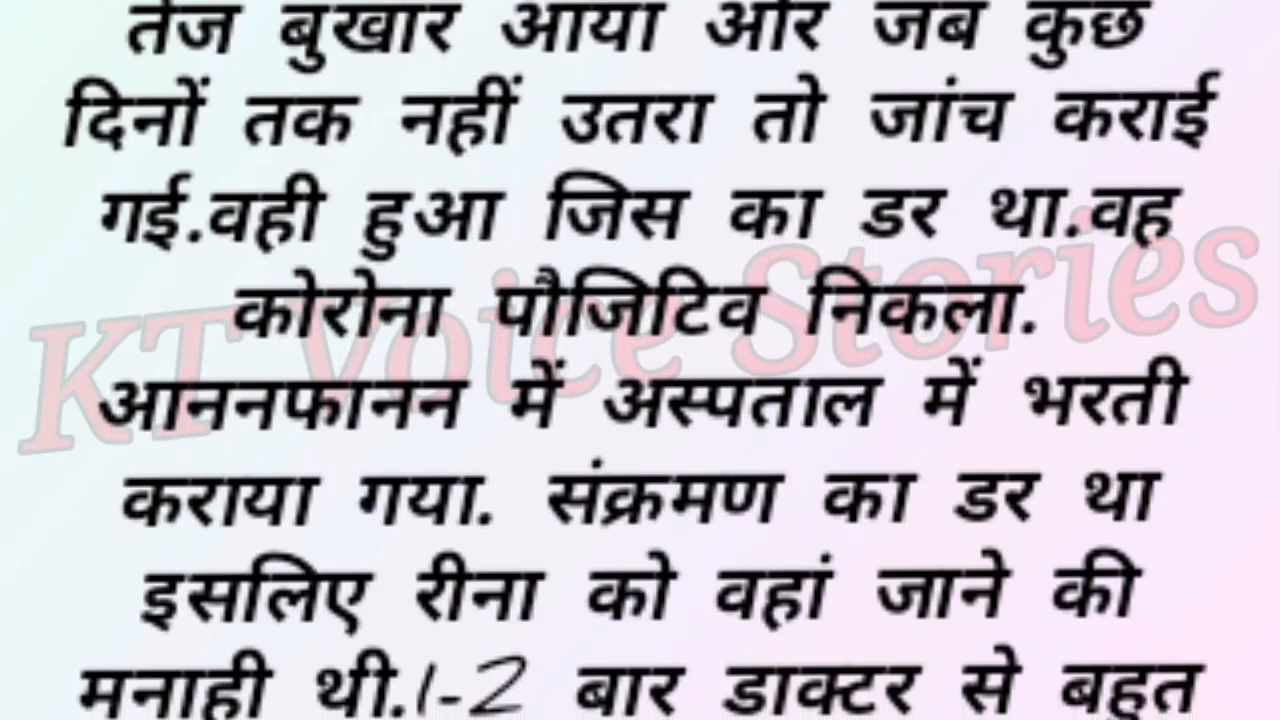 तेज बुखार आया और जब कुछ
दिनों तक नहीं उतरा तो जांच कराई
गई.वही हुआ जिस का डर था.वह
कोरोना पौजिटिव निकला.
KT Voice Stories
आननफानन में अस्पताल में भरती
कराया गया. संक्रमण का डर था
इसलिए रीना को वहां जाने की
मनाही थी.1-2 बार डाक्टर से बहुत